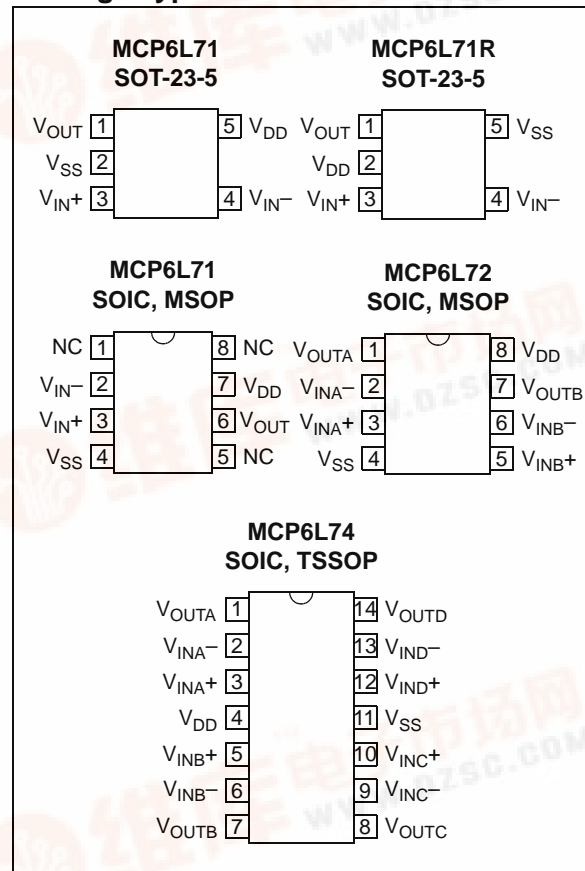 MCP6L71
SOT-23-5
VOUT 1
5 VDD
VSS 2
VIN+ 3
4 VIN–
MCP6L71R
SOT-23-5
VOUT 1
5 VSS
VDD 2
VIN+ 3
4 VIN–
MCP6L71
SOIC, MSOP
NC 1
8 NC
VIN– 2
7 VDD
VIN+ 3
6 VOUT
VSS 4
5 NC
MCP6L72
SOIC, MSOP
VOUTA 1
8 VDD
VINA– 2
7 VOUTB
VINA+ 3
6 VINB–
VSS 4
5 VINB+
MCP6L74
SOIC, TSSOP
VOUTA 1
14 VOUTD
VINA– 2
13 VIND–
VINA+ 3
12 VIND+
VDD 4
11 VSS
VINB+ 5
10 VINC+
VINB– 6
9 VINC–
VOUTB 7
8 VOUTC